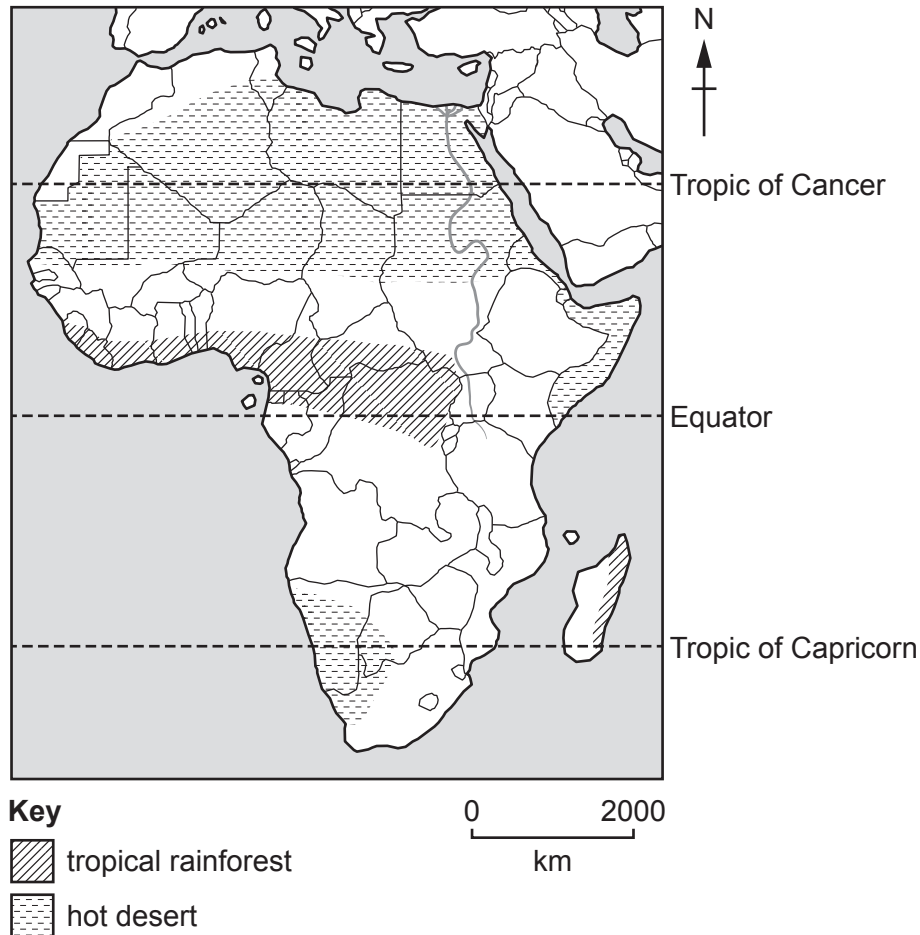 N
Tropic of Cancer
Equator
Tropic of Capricorn
Key
0 2000
km
tropical rainforest
hot desert